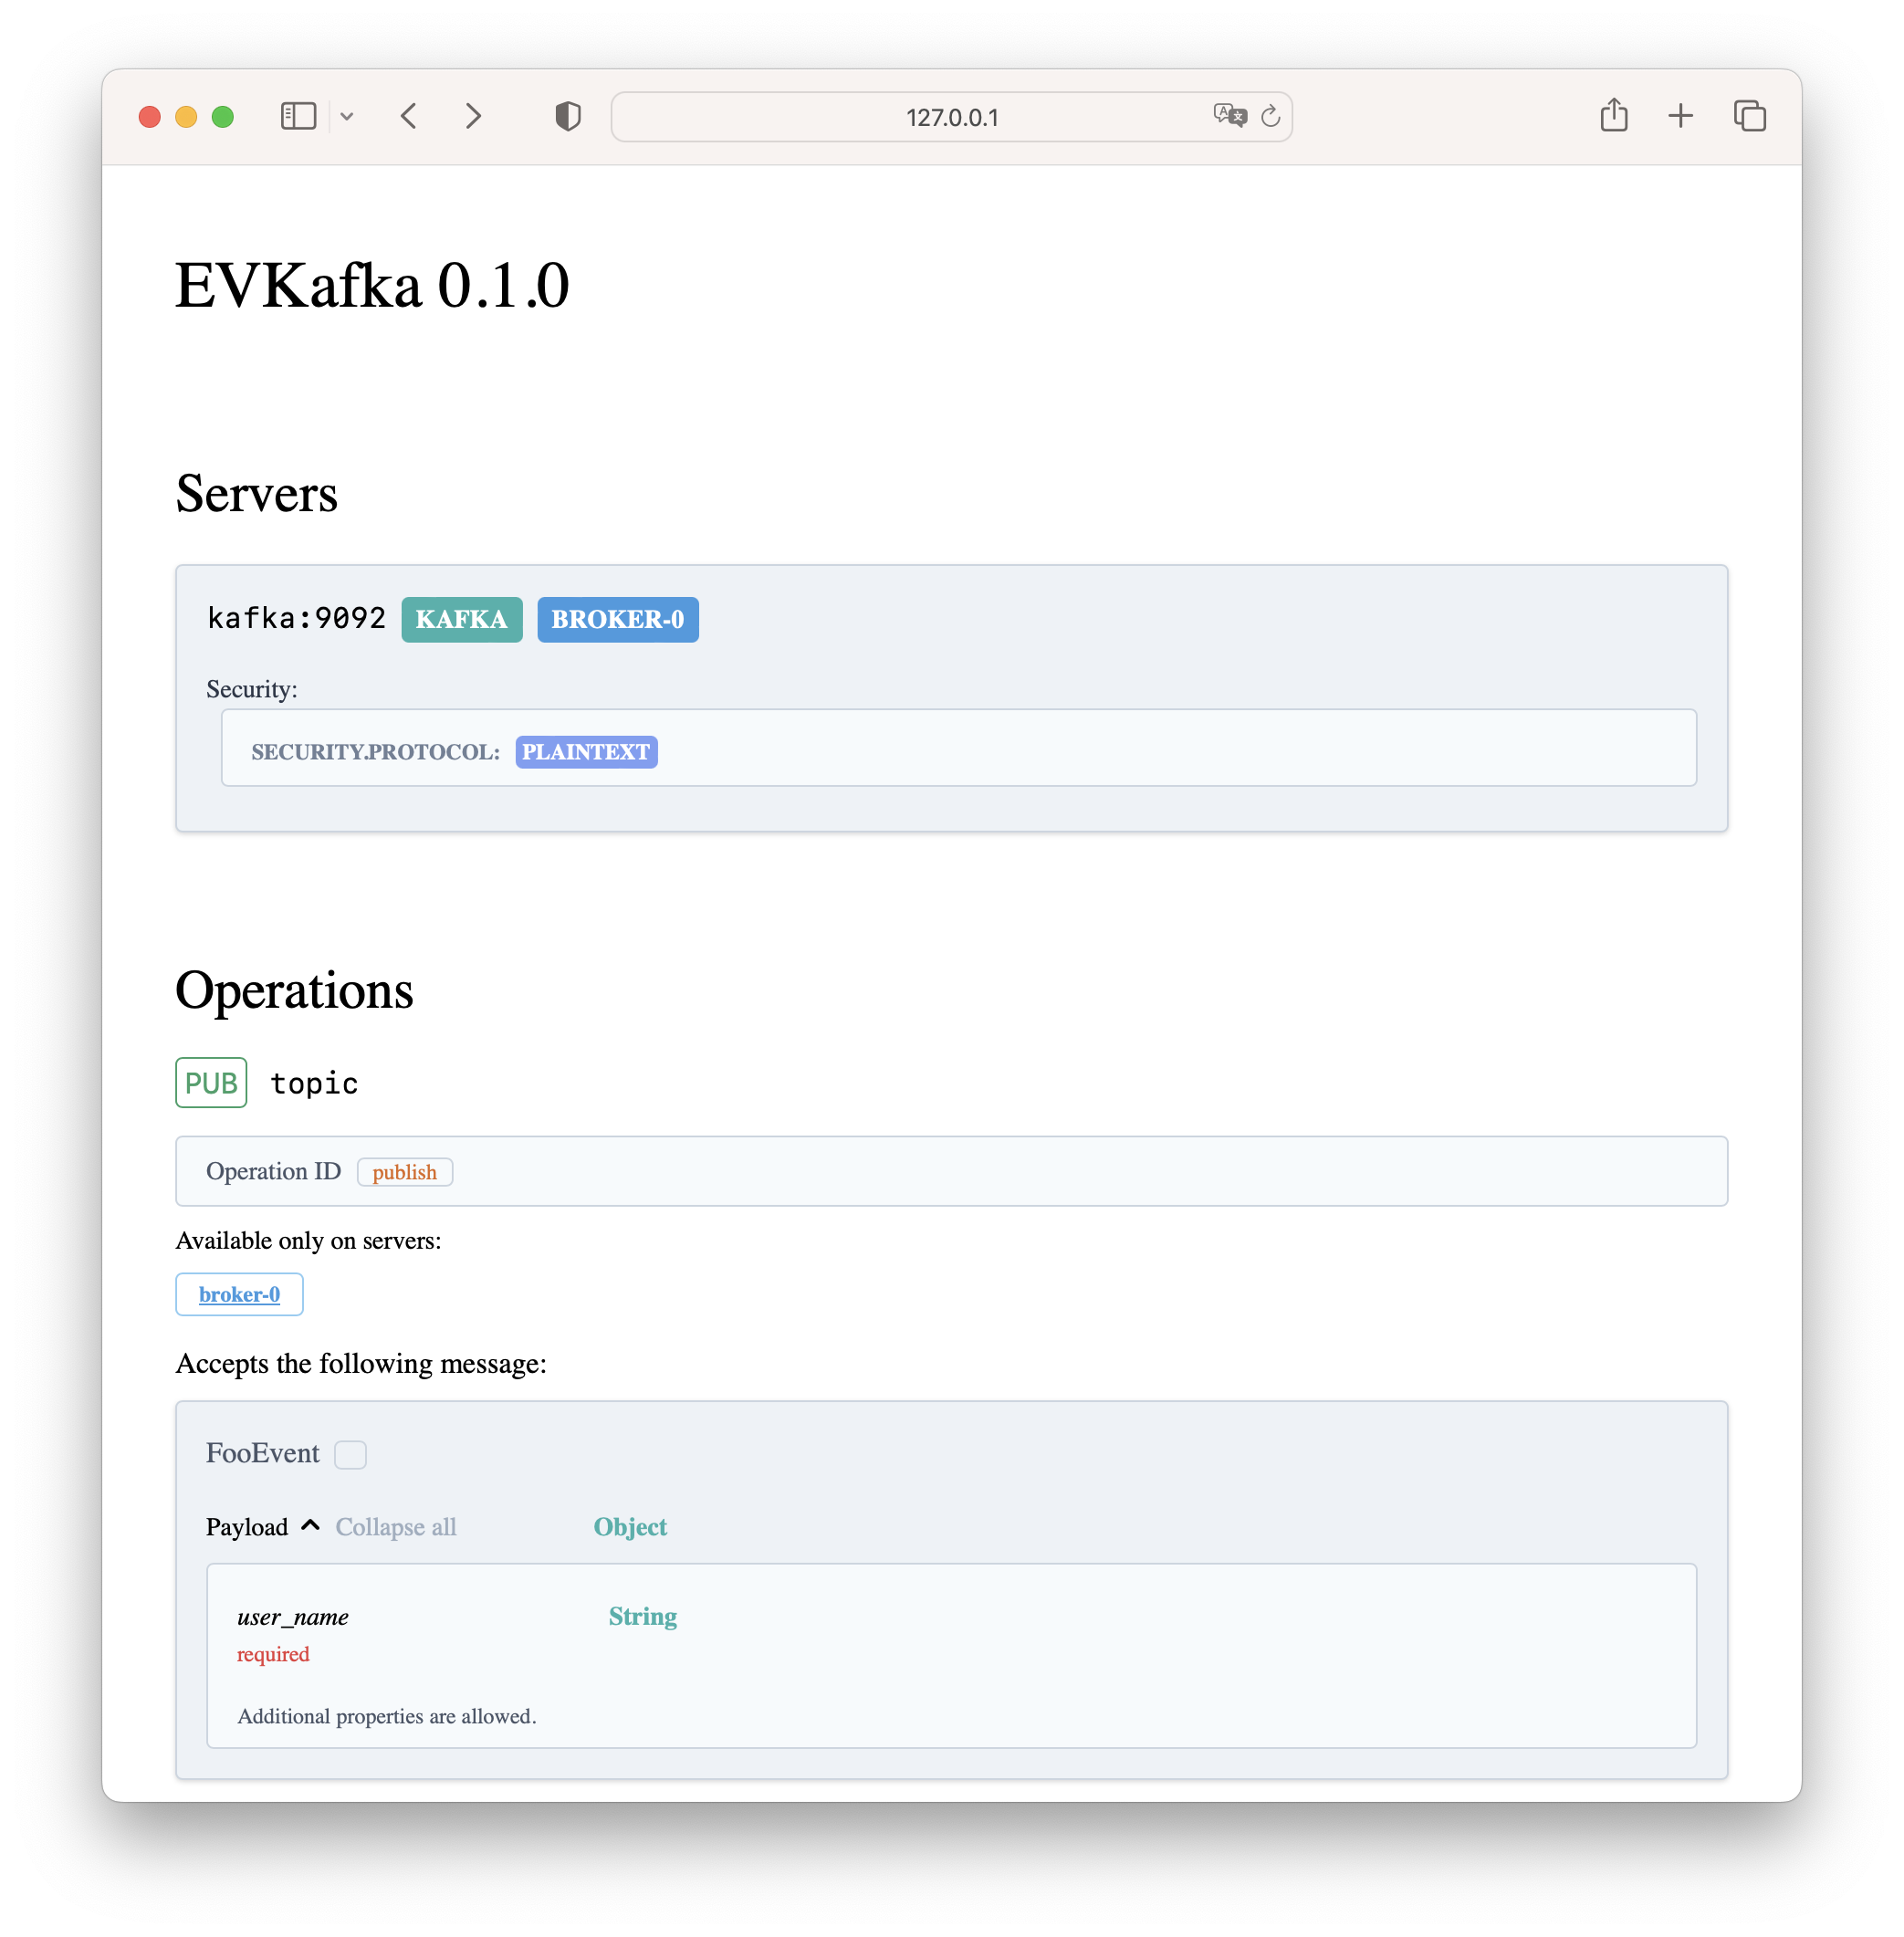 127.0.0.1
EVKafka 0.1.0
Servers
kafka:9092 KAFKA BROKER-0
Security:
SECURITY.PROTOCOL: PLAINTEXT
Operations
PUB topic
Operation ID publish
Available only on servers:
broker-0
Accepts the following message:
FooEvent
Payload Collapse all Object
user_name String
required
Additional properties are allowed.